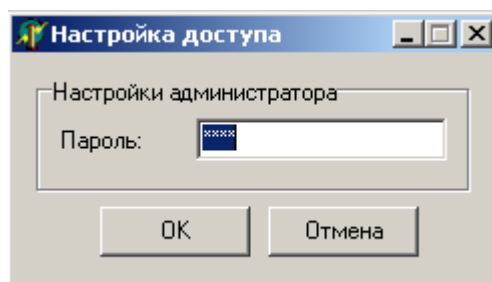 Настройка доступа
Настройки администратора
Пароль: ****
OK Отмена